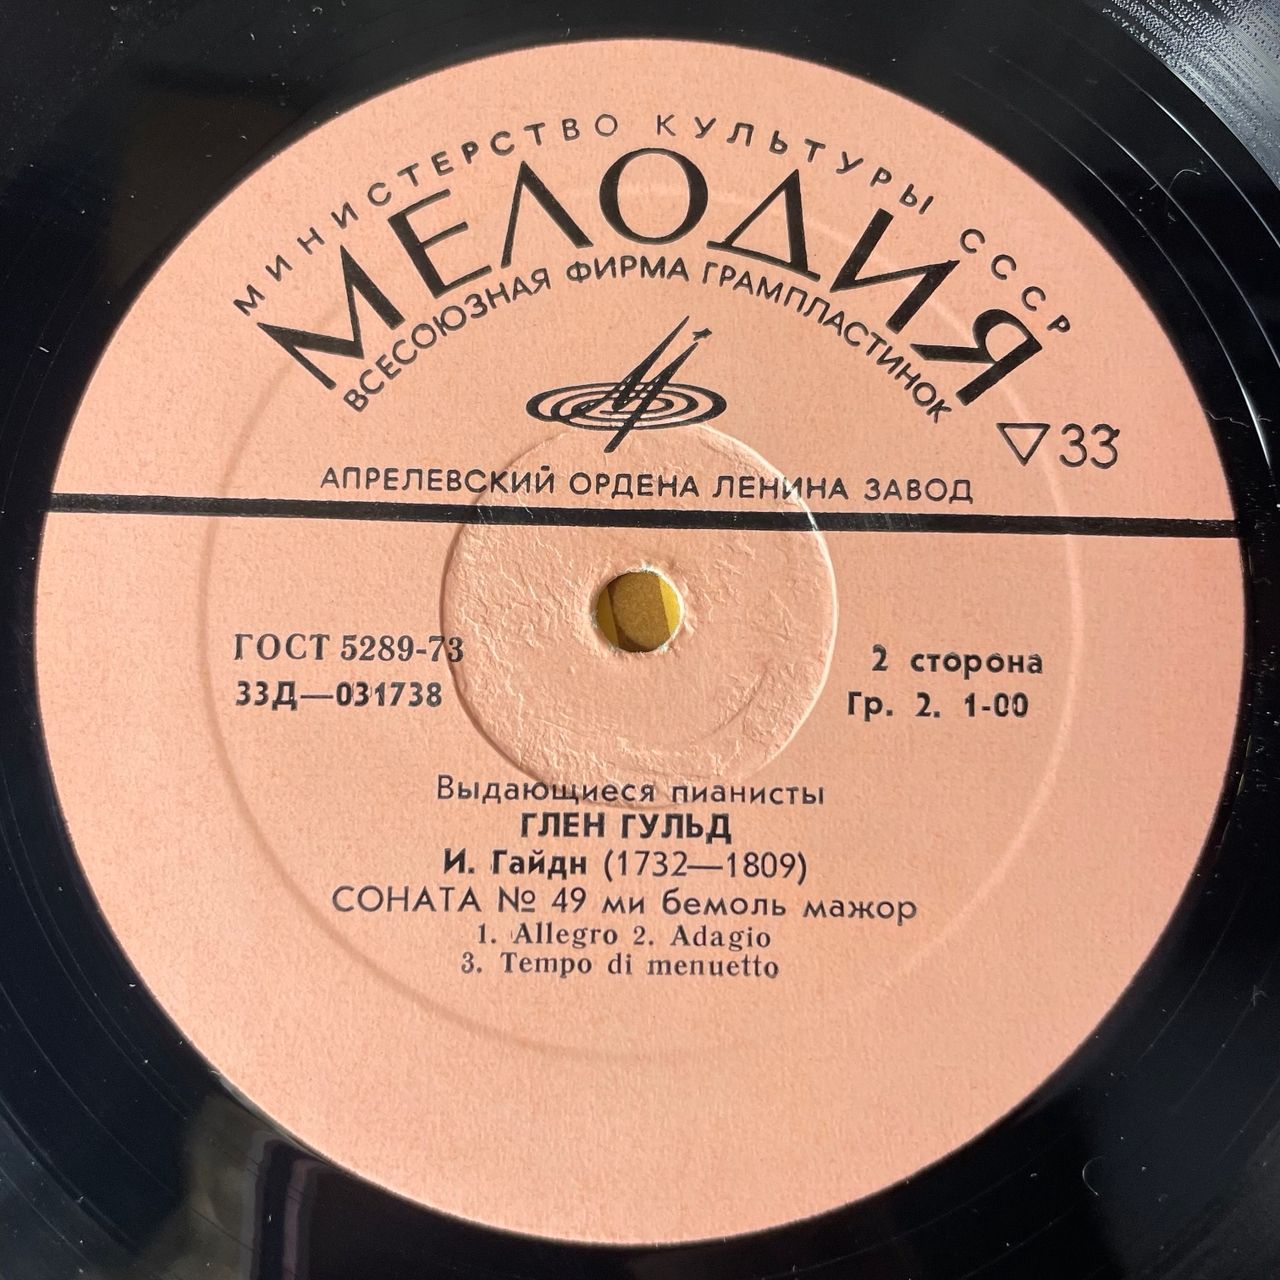 МИНИСТЕРСТВО КУЛЬТУРЫ СССР
МЕЛОДИЯ
ВСЕСОЮЗНАЯ ФИРМА ГРАМПЛАСТИНОК
▽33
АПРЕЛЕВСКИЙ ОРДЕНА ЛЕНИНА ЗАВОД
ГОСТ 5289-73
33Д—031738
2 сторона
Гр. 2. 1-00
Выдающиеся пианисты
ГЛЕН ГУЛЬД
И. Гайдн (1732—1809)
СОНАТА № 49 ми бемоль мажор
1. Allegro 2. Adagio
3. Tempo di menuetto